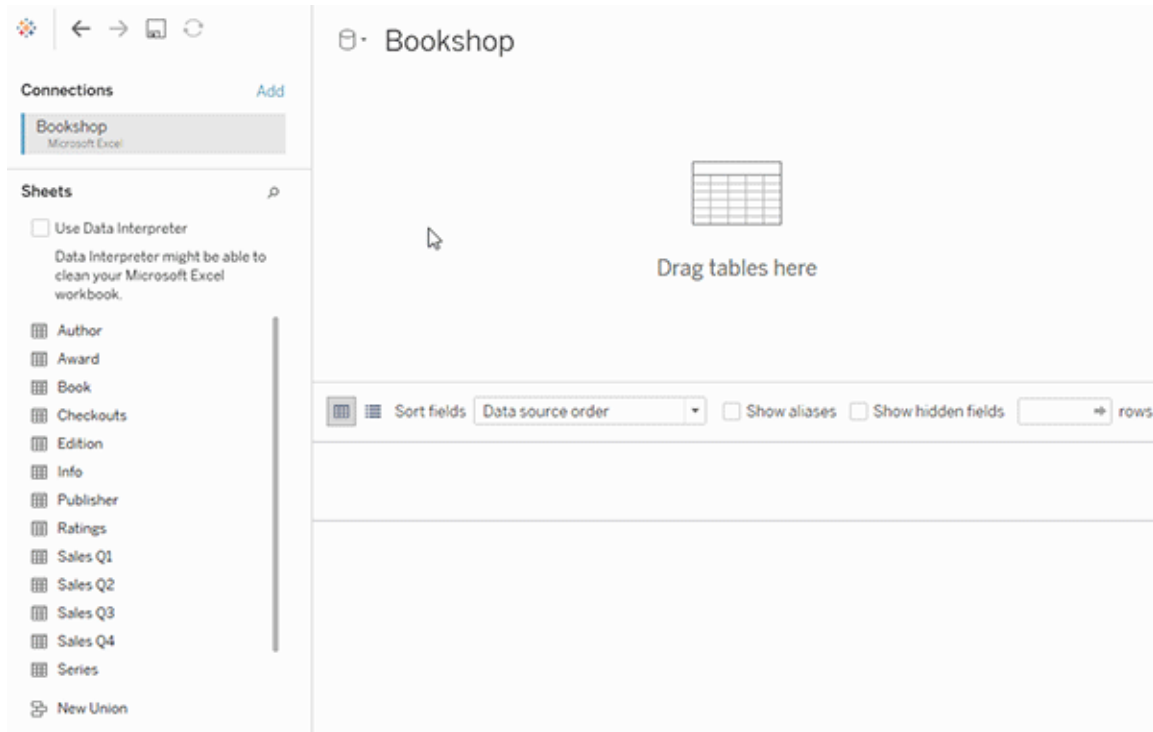 Bookshop
Connections
Add
Bookshop
Microsoft Excel
Sheets
Use Data Interpreter
Data Interpreter might be able to
clean your Microsoft Excel
workbook.
Author
Award
Book
Checkouts
Edition
Info
Publisher
Ratings
Sales Q1
Sales Q2
Sales Q3
Sales Q4
Series
New Union
Drag tables here
Sort fields
Data source order
Show aliases
Show hidden fields
rows